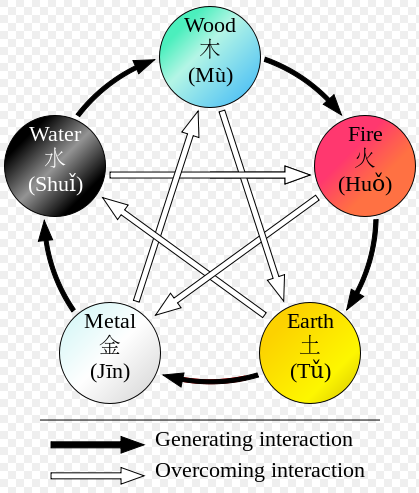 Wood
木
(Mù)
Water
水
(Shuǐ)
Fire
火
(Huǒ)
Metal
金
(Jīn)
Earth
土
(Tǔ)
Generating interaction
Overcoming interaction